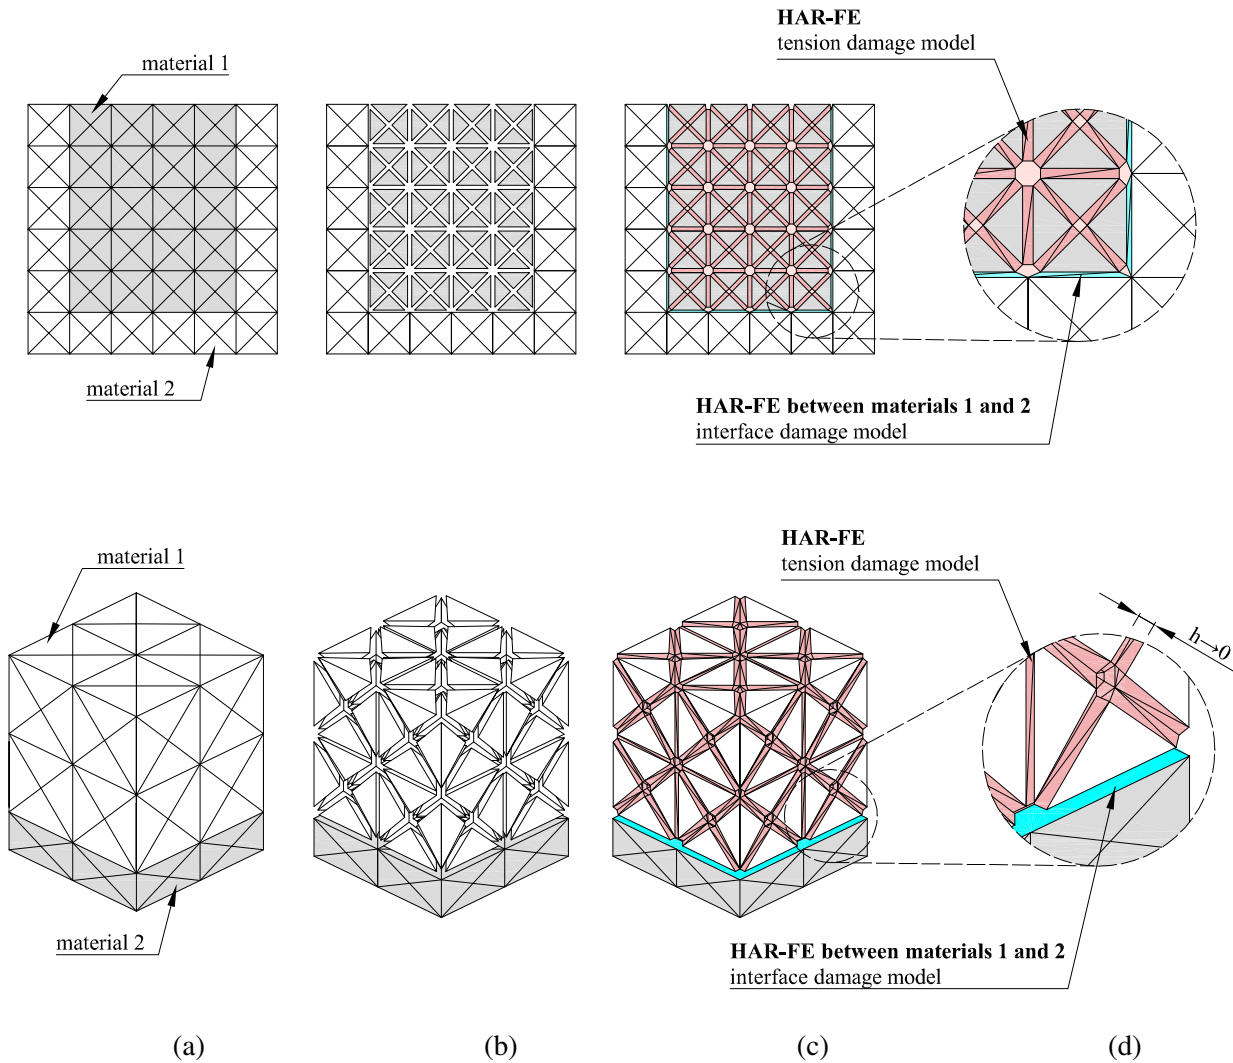 HAR-FE
tension damage model
material 1
material 2
HAR-FE between materials 1 and 2
interface damage model
HAR-FE
tension damage model
material 1
h→0
material 2
HAR-FE between materials 1 and 2
interface damage model
(a) (b) (c) (d)